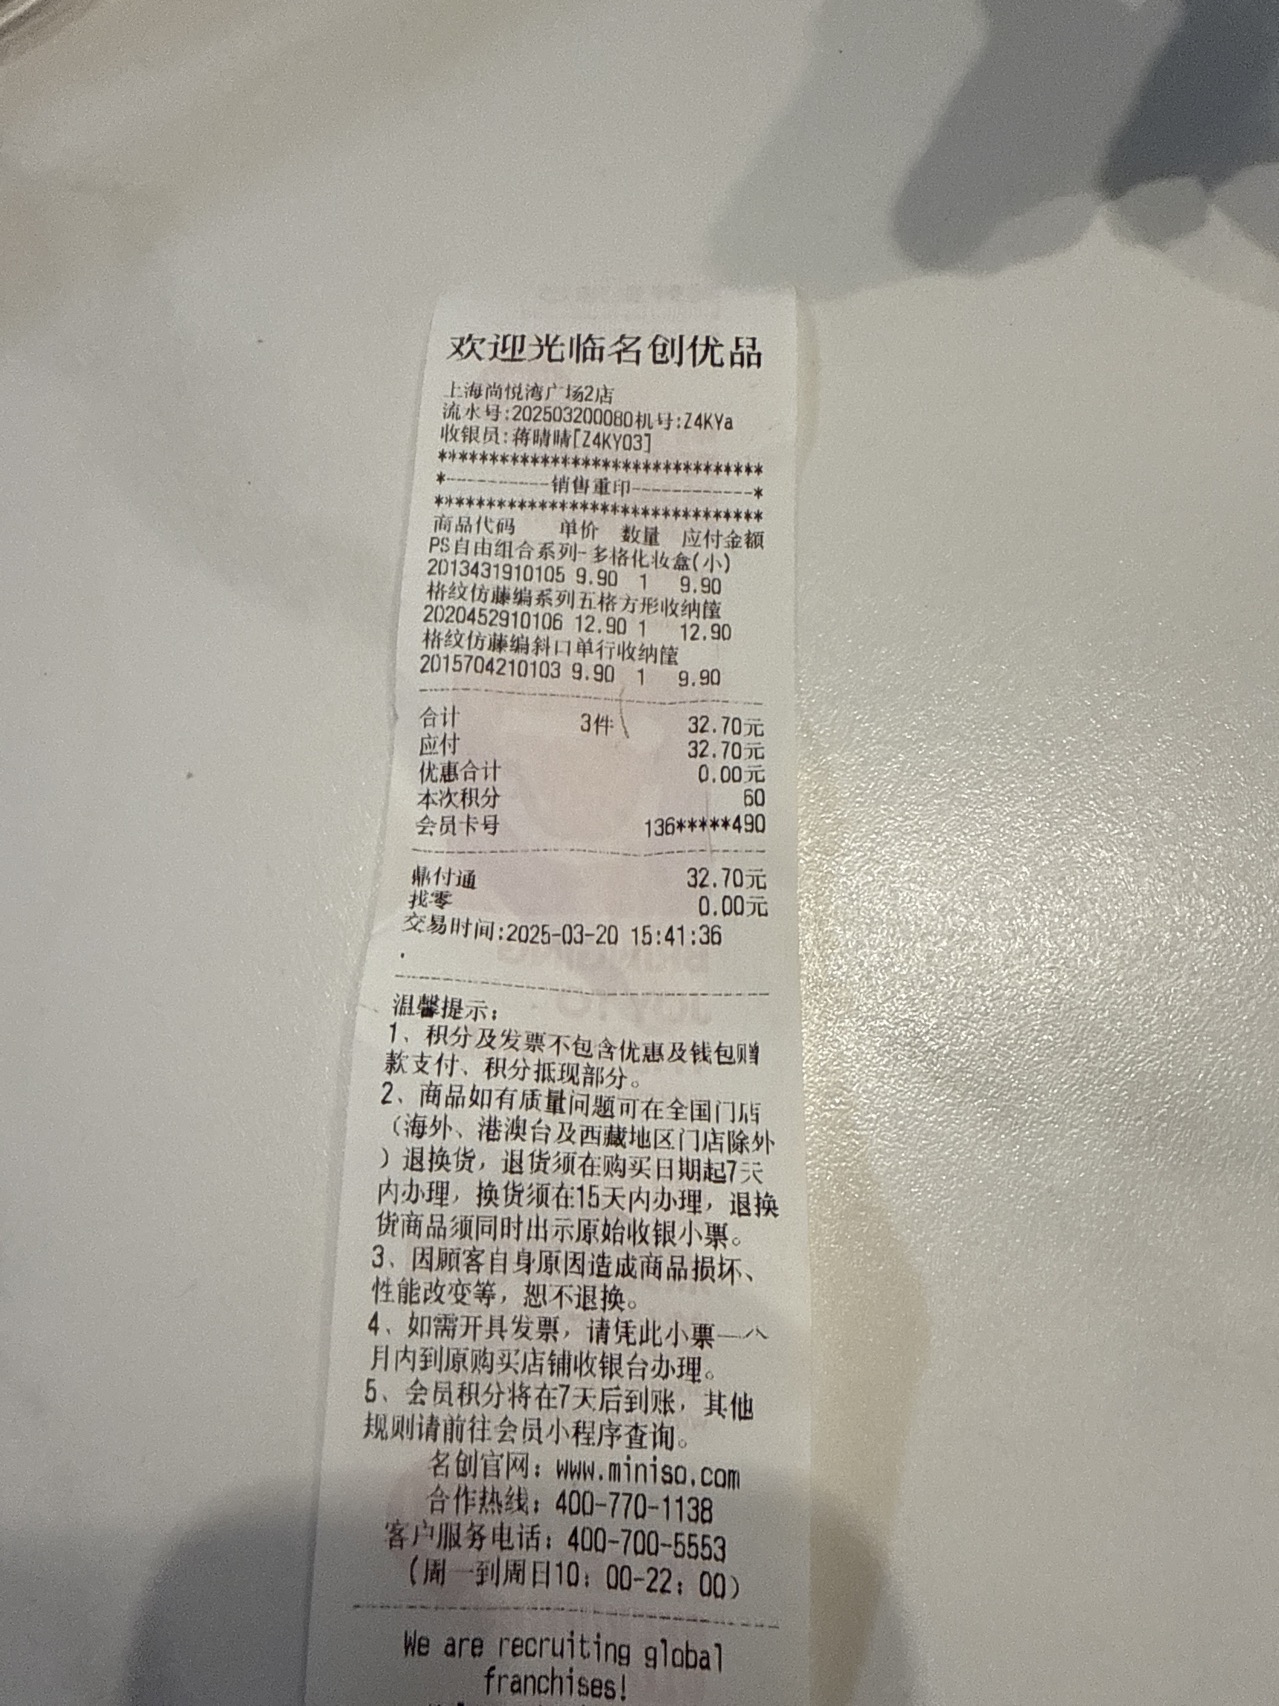 欢迎光临名创优品
上海尚悦湾广场2店
流水号:202503200080机号:Z4KYa
收银员:蒋晴晴[Z4KY03]
********************************
*-----------销售重印------------*
********************************
商品代码 单价 数量 应付金额
PS自由组合系列-多格化妆盒(小)
2013431910105 9.90 1 9.90
格纹仿藤编系列五格方形收纳筐
2020452910106 12.90 1 12.90
格纹仿藤编斜口单行收纳筐
2015704210103 9.90 1 9.90
合计 3件 32.70元
应付 32.70元
优惠合计 0.00元
本次积分 60
会员卡号 136*****490
鼎付通 32.70元
找零 0.00元
交易时间:2025-03-20 15:41:36
.
温馨提示:
1、积分及发票不包含优惠及钱包赠
款支付、积分抵现部分。
2、商品如有质量问题可在全国门店
（海外、港澳台及西藏地区门店除外
）退换货，退货须在购买日期起7天
内办理，换货须在15天内办理，退换
货商品须同时出示原始收银小票。
3、因顾客自身原因造成商品损坏、
性能改变等，恕不退换。
4、如需开具发票，请凭此小票一个
月内到原购买店铺收银台办理。
5、会员积分将在7天后到账，其他
规则请前往会员小程序查询。
名创官网：www.miniso.com
合作热线：400-770-1138
客户服务电话：400-700-5553
(周一到周日10：00-22：00)
We are recruiting global
franchises!